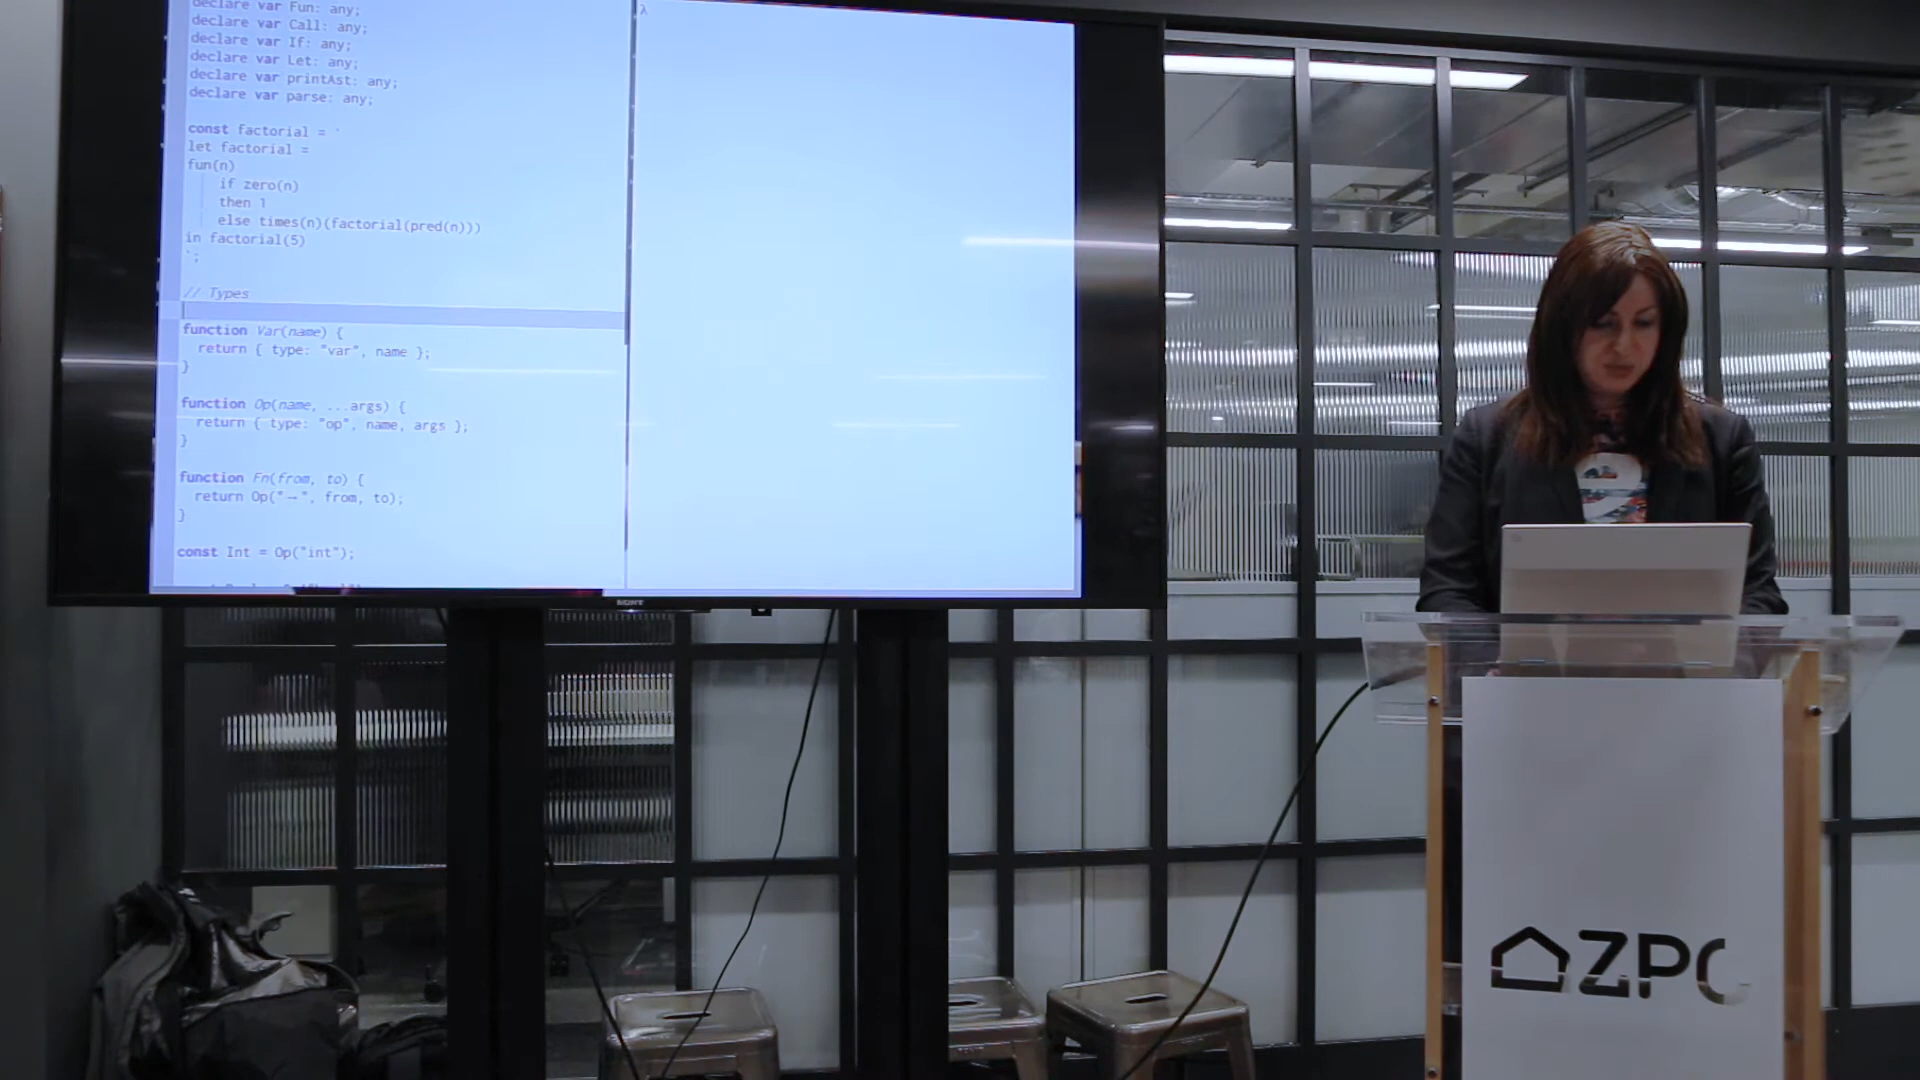 declare var Fun: any;
declare var Call: any;
declare var If: any;
declare var Let: any;
declare var printAst: any;
declare var parse: any;
const factorial = `
let factorial =
fun(n)
if zero(n)
then 1
else times(n)(factorial(pred(n)))
in factorial(5)
`;
// Types
function Var(name) {
return { type: "var", name };
}
function Op(name, ...args) {
return { type: "op", name, args };
}
function Fn(from, to) {
return Op("→", from, to);
}
const Int = Op("int");
λ
SONY
ZPG